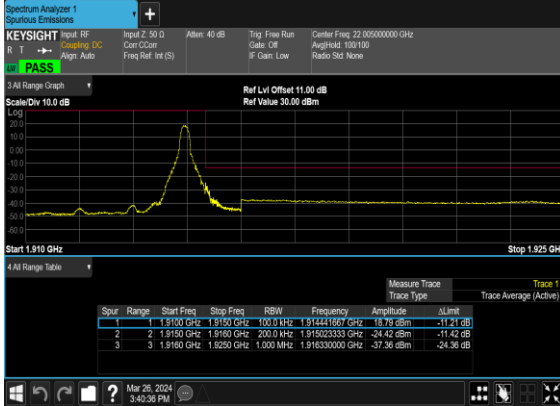 Spectrum Analyzer 1
Spurious Emissions
+
KEYSIGHT Input: RF Input Z: 50 Ω Atten: 40 dB Trig: Free Run Center Freq: 22.005000000 GHz
R T Coupling: DC Corr CCorr Gate: Off Avg|Hold: 100/100
Align: Auto Freq Ref: Int (S) IF Gain: Low Radio Std: None
LNI PASS
3 All Range Graph Ref Lvl Offset 11.00 dB
Scale/Div 10.0 dB Ref Value 30.00 dBm
Log
20.0
10.0
0.00
-10.0
-20.0
-30.0
-40.0
-50.0
-60.0
Start 1.910 GHz Stop 1.925 GH
4 All Range Table
Measure Trace Trace 1
Trace Type Trace Average (Active)
Spur Range Start Freq Stop Freq RBW Frequency Amplitude ΔLimit
1 1 1.9100 GHz 1.9150 GHz 100.0 kHz 1.914441667 GHz 18.79 dBm -11.21 dB
2 2 1.9150 GHz 1.9160 GHz 200.0 kHz 1.915023333 GHz -24.42 dBm -11.42 dB
3 3 1.9160 GHz 1.9250 GHz 1.000 MHz 1.916330000 GHz -37.36 dBm -24.36 dB
? Mar 26, 2024
3:40:36 PM